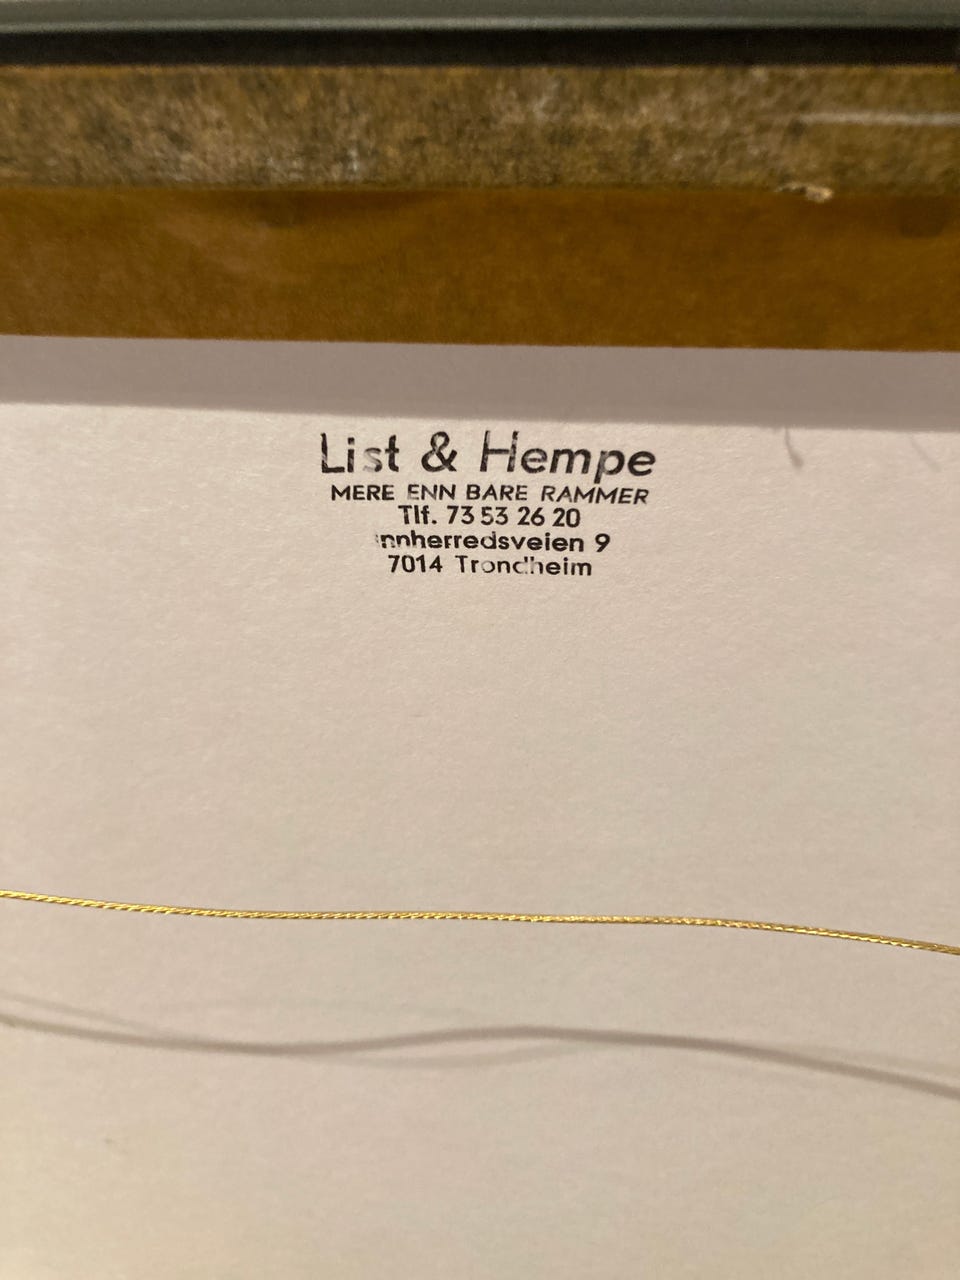 List & Hempe
MERE ENN BARE RAMMER
Tlf. 73 53 26 20
Innherredsveien 9
7014 Trondheim